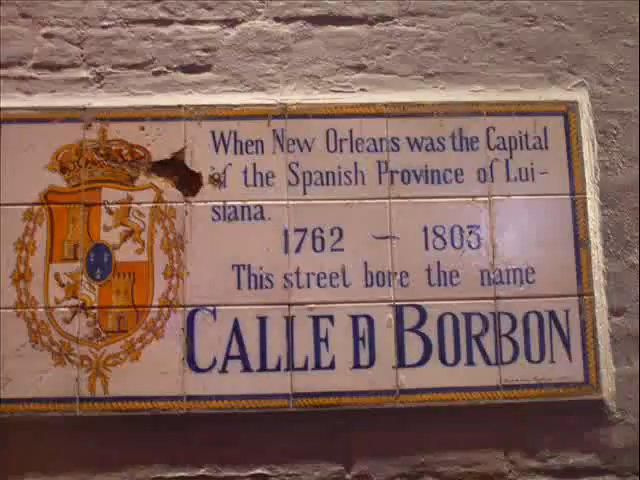 When New Orleans was the Capital
of the Spanish Province of Lui-
siana.
1762 - 1803
This street bore the name
CALLE D BORBON